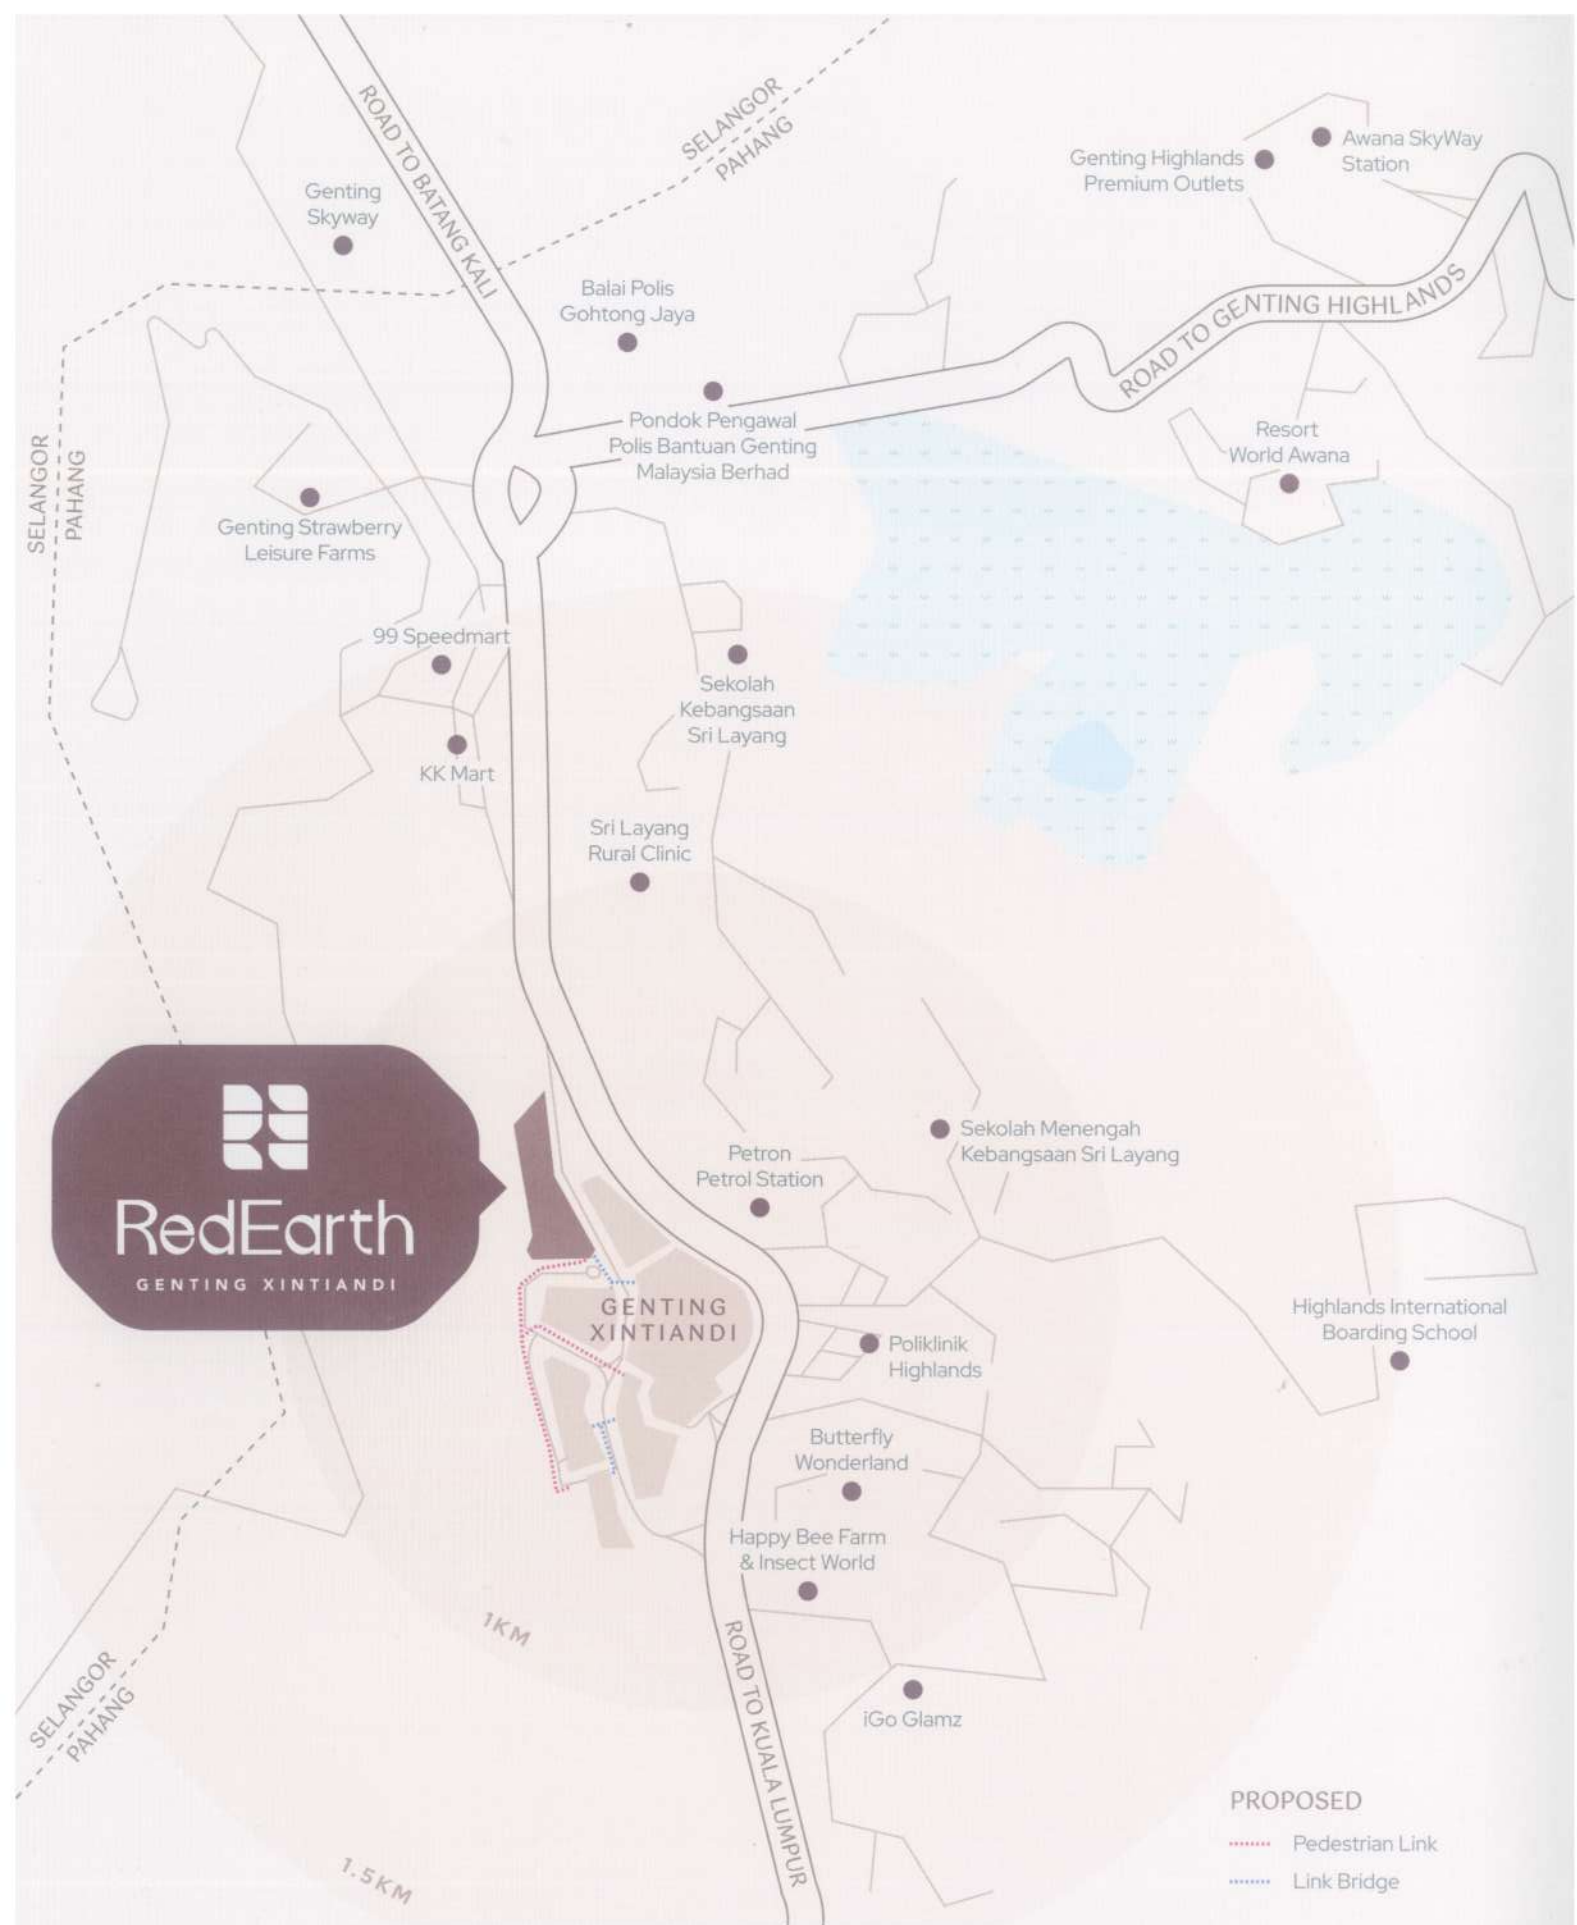 ROAD TO BATANG KALI
SELANGOR
PAHANG
Genting Highlands
Premium Outlets
Awana SkyWay
Station
Genting
Skyway
Balai Polis
Gohtong Jaya
ROAD TO GENTING HIGHLANDS
Pondok Pengawal
Polis Bantuan Genting
Malaysia Berhad
Resort
World Awana
SELANGOR
PAHANG
Genting Strawberry
Leisure Farms
99 Speedmart
Sekolah
Kebangsaan
Sri Layang
KK Mart
Sri Layang
Rural Clinic
RedEarth
GENTING XINTIANDI
Sekolah Menengah
Kebangsaan Sri Layang
Petron
Petrol Station
GENTING
XINTIANDI
Highlands International
Boarding School
Poliklinik
Highlands
Butterfly
Wonderland
Happy Bee Farm
& Insect World
1KM
ROAD TO KUALA LUMPUR
SELANGOR
PAHANG
iGo Glamz
1.5KM
PROPOSED
Pedestrian Link
Link Bridge